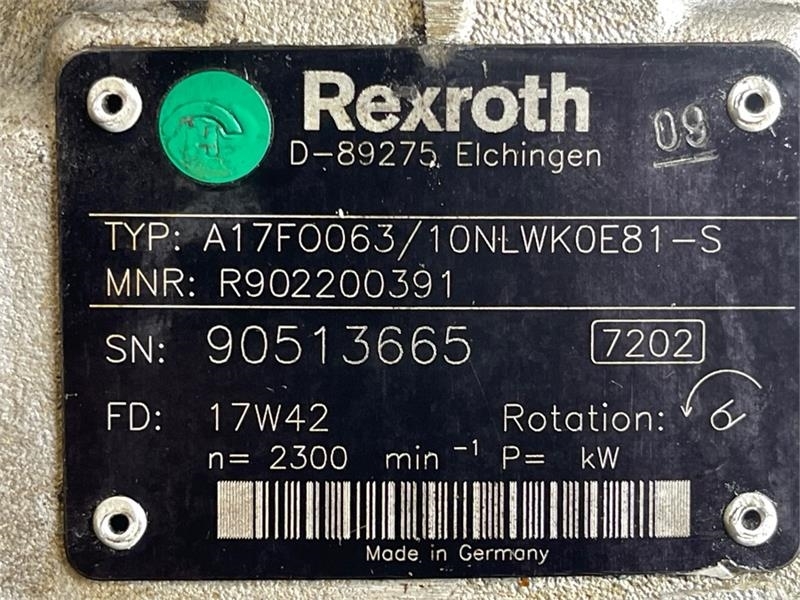 Rexroth
D-89275 Elchingen
09
TYP: A17FO063/10NLWK0E81-S
MNR: R902200391
SN: 90513665 7202
FD: 17W42 Rotation:
n= 2300 min⁻¹ P= kW
Made in Germany